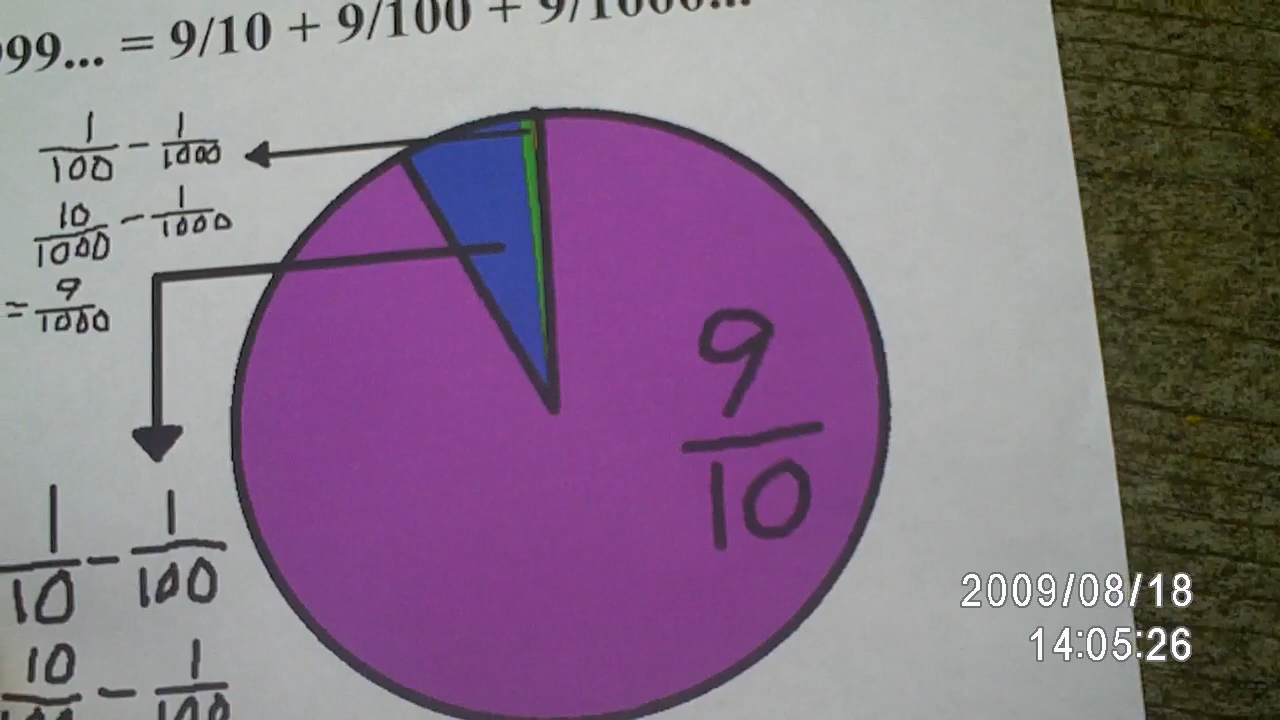 99... = 9/10 + 9/100 + 9/1000...
1/100 - 1/1000
10/1000 - 1/1000
= 9/1000
9/10
1/10 - 1/100
10/100 - 1/100
2009/08/18
14:05:26